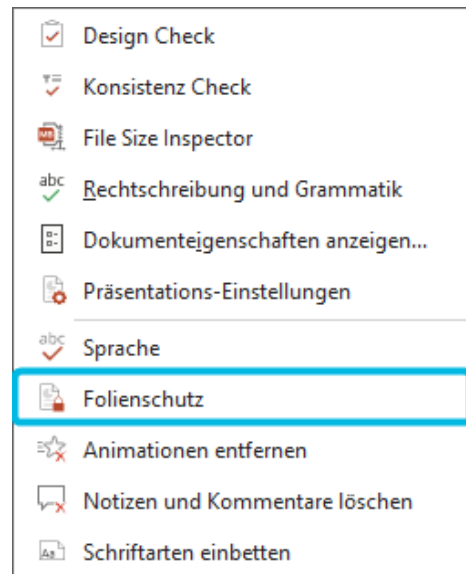 Design Check
Konsistenz Check
File Size Inspector
Rechtschreibung und Grammatik
Dokumenteigenschaften anzeigen...
Präsentations-Einstellungen
Sprache
Folienschutz
Animationen entfernen
Notizen und Kommentare löschen
Schriftarten einbetten